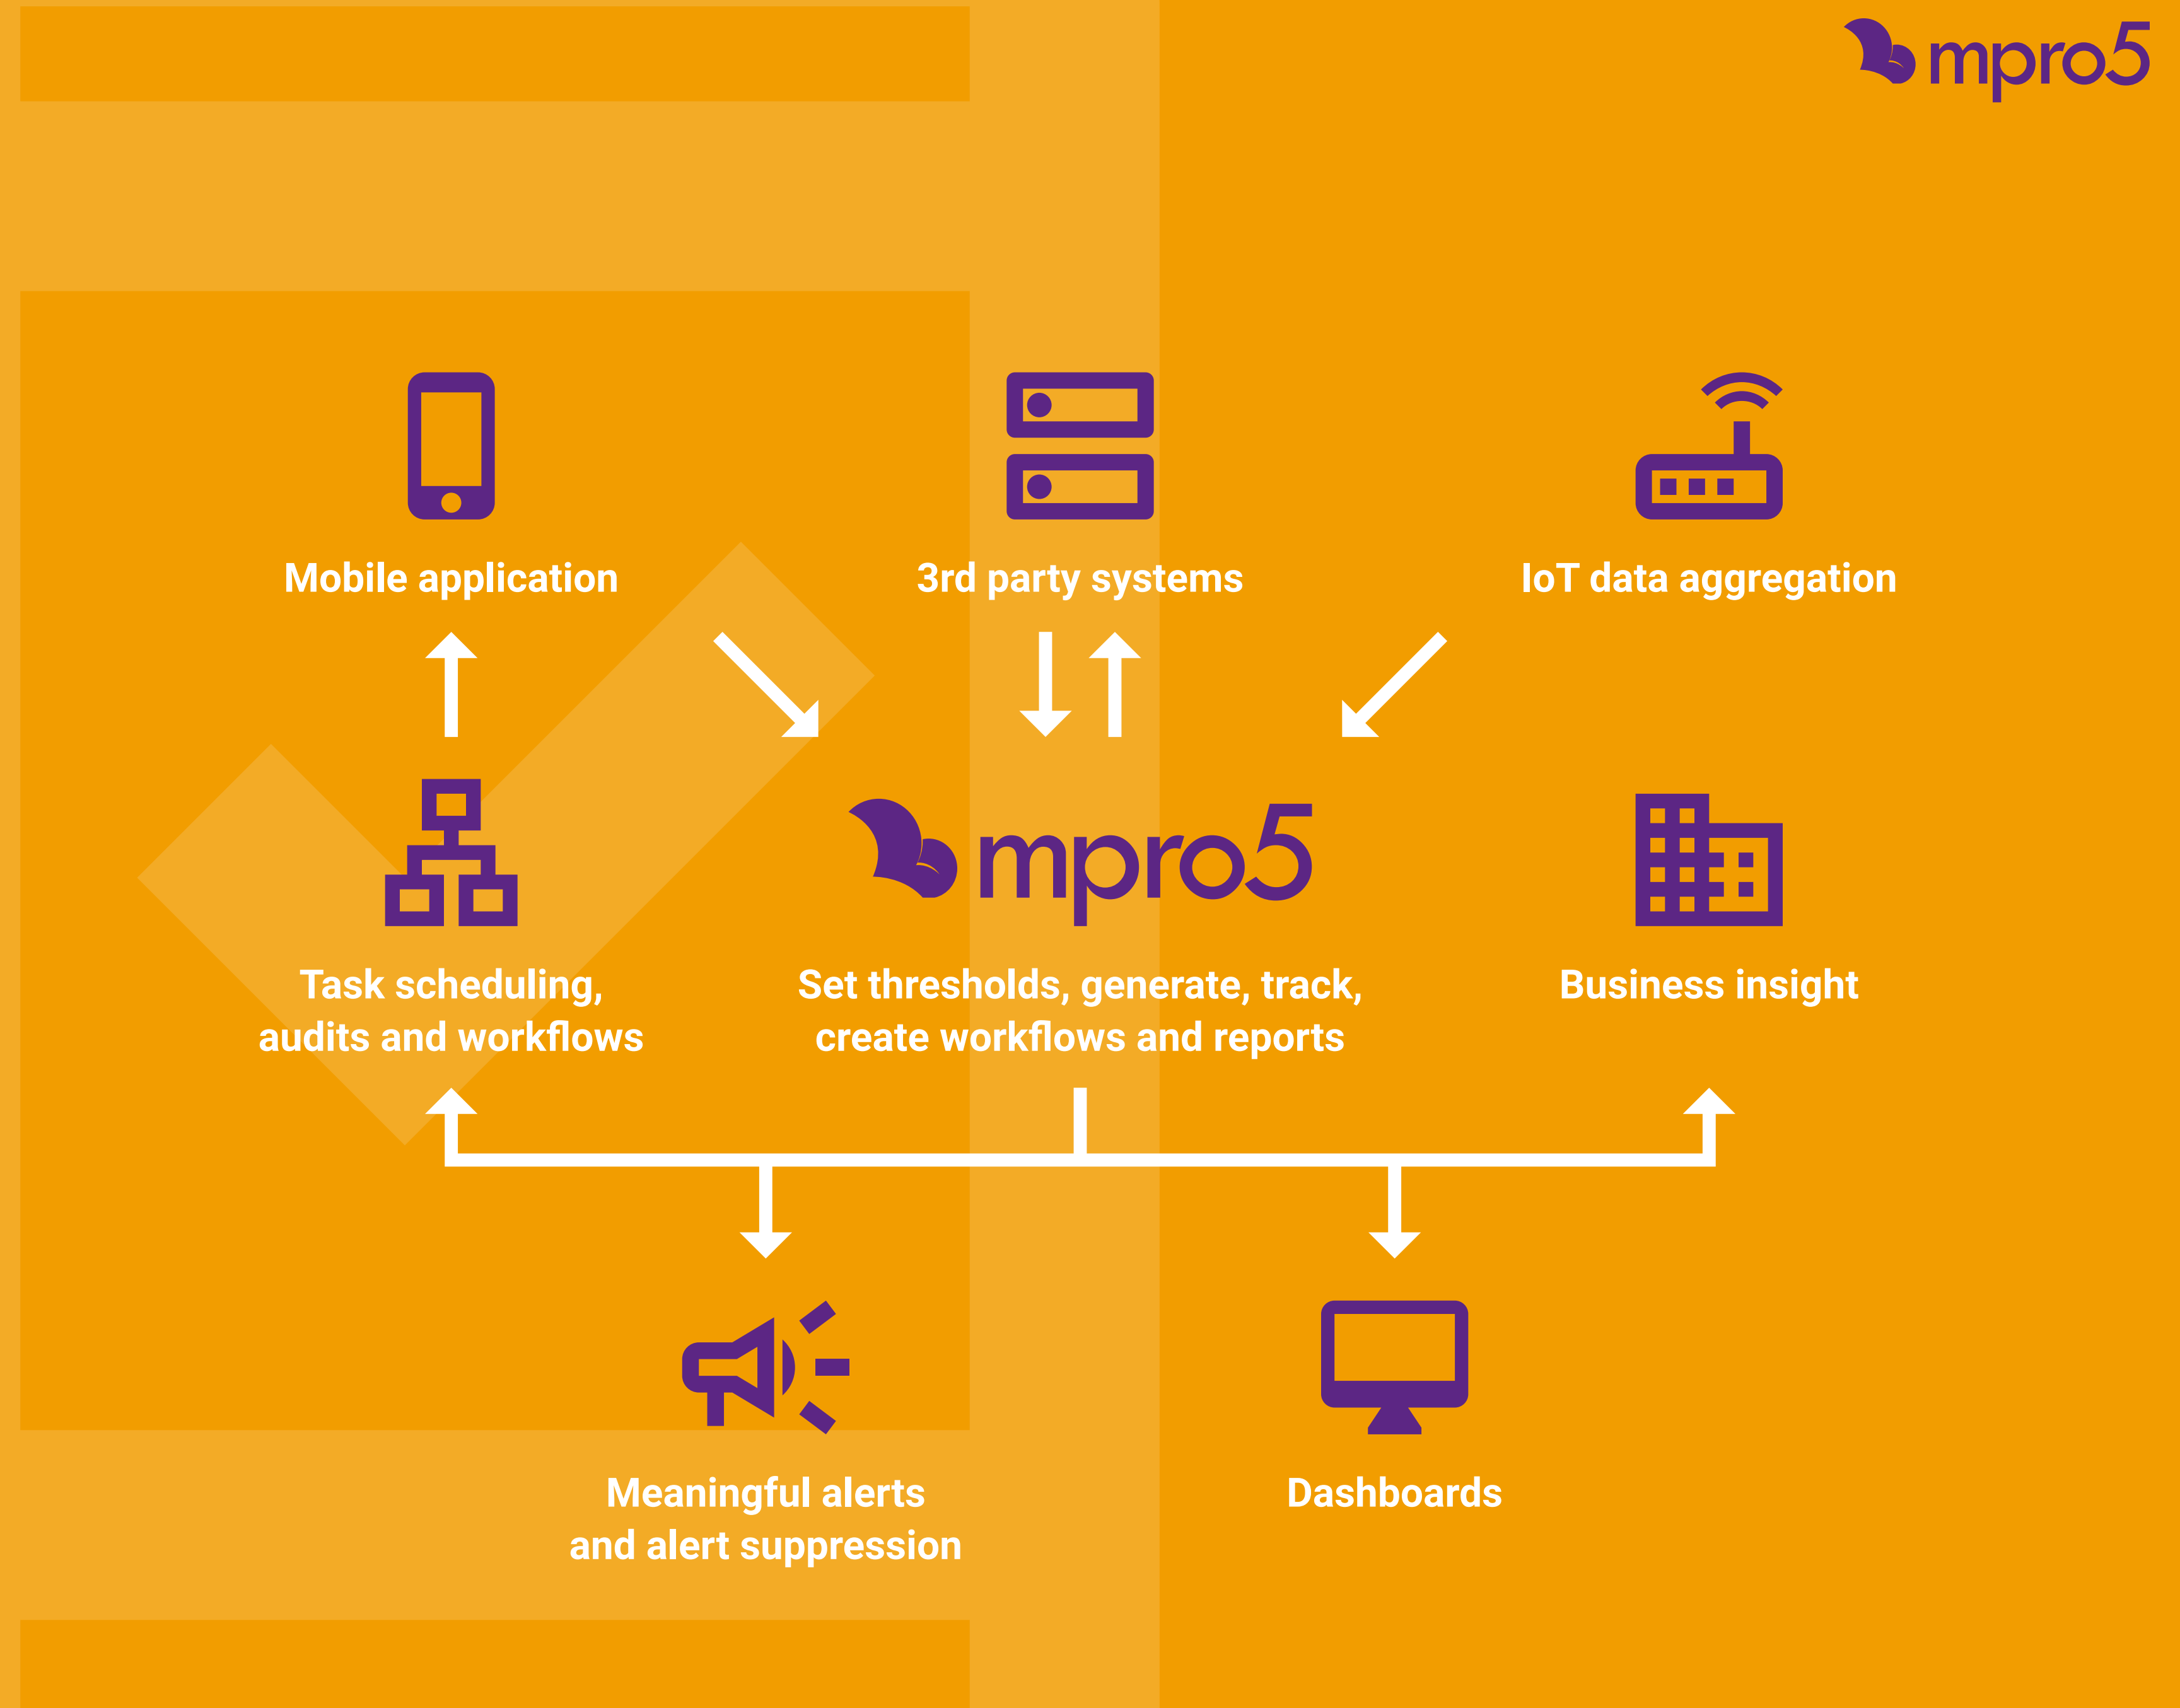 mpro5
Mobile application
3rd party systems
IoT data aggregation
mpro5
Task scheduling,
audits and workflows
Set thresholds, generate, track,
create workflows and reports
Business insight
Meaningful alerts
and alert suppression
Dashboards